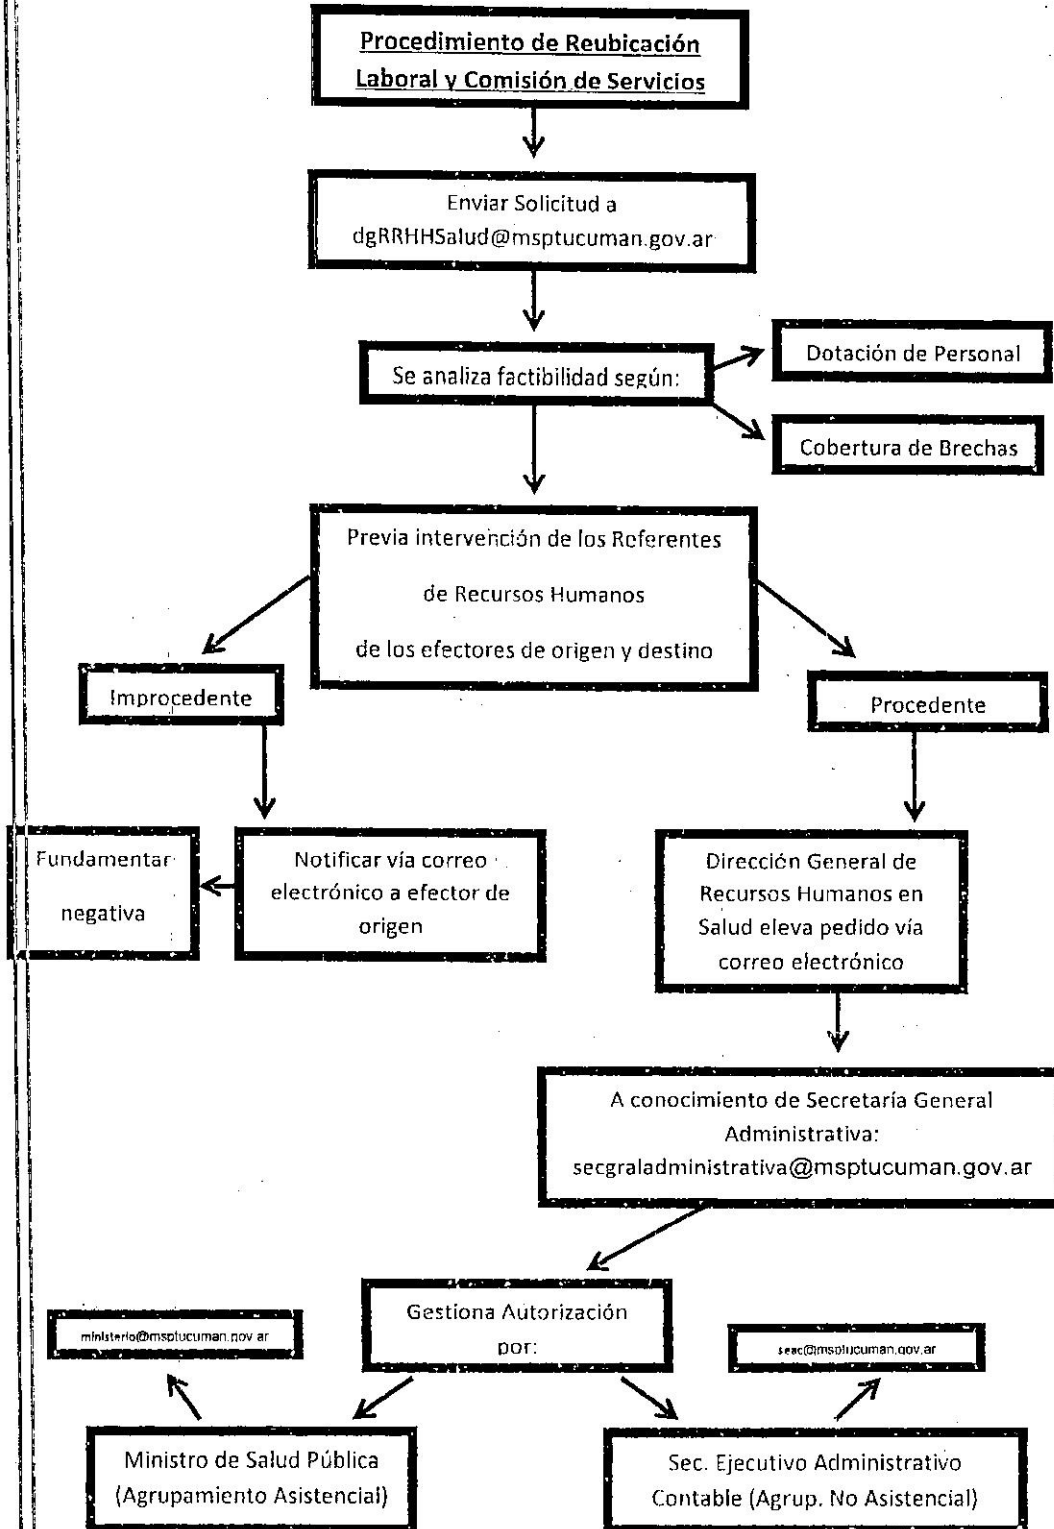 Procedimiento de Reubicación
Laboral y Comisión de Servicios
Enviar Solicitud a
dgRRHHSalud@msptucuman.gov.ar
Se analiza factibilidad según:
Dotación de Personal
Cobertura de Brechas
Previa intervención de los Referentes
de Recursos Humanos
de los efectores de origen y destino
Improcedente
Procedente
Fundamentar
negativa
Notificar vía correo
electrónico a efector de
origen
Dirección General de
Recursos Humanos en
Salud eleva pedido vía
correo electrónico
A conocimiento de Secretaría General
Administrativa:
secgraladministrativa@msptucuman.gov.ar
Gestiona Autorización
por:
ministerio@msptucuman.gov.ar
seac@msptucuman.gov.ar
Ministro de Salud Pública
(Agrupamiento Asistencial)
Sec. Ejecutivo Administrativo
Contable (Agrup. No Asistencial)